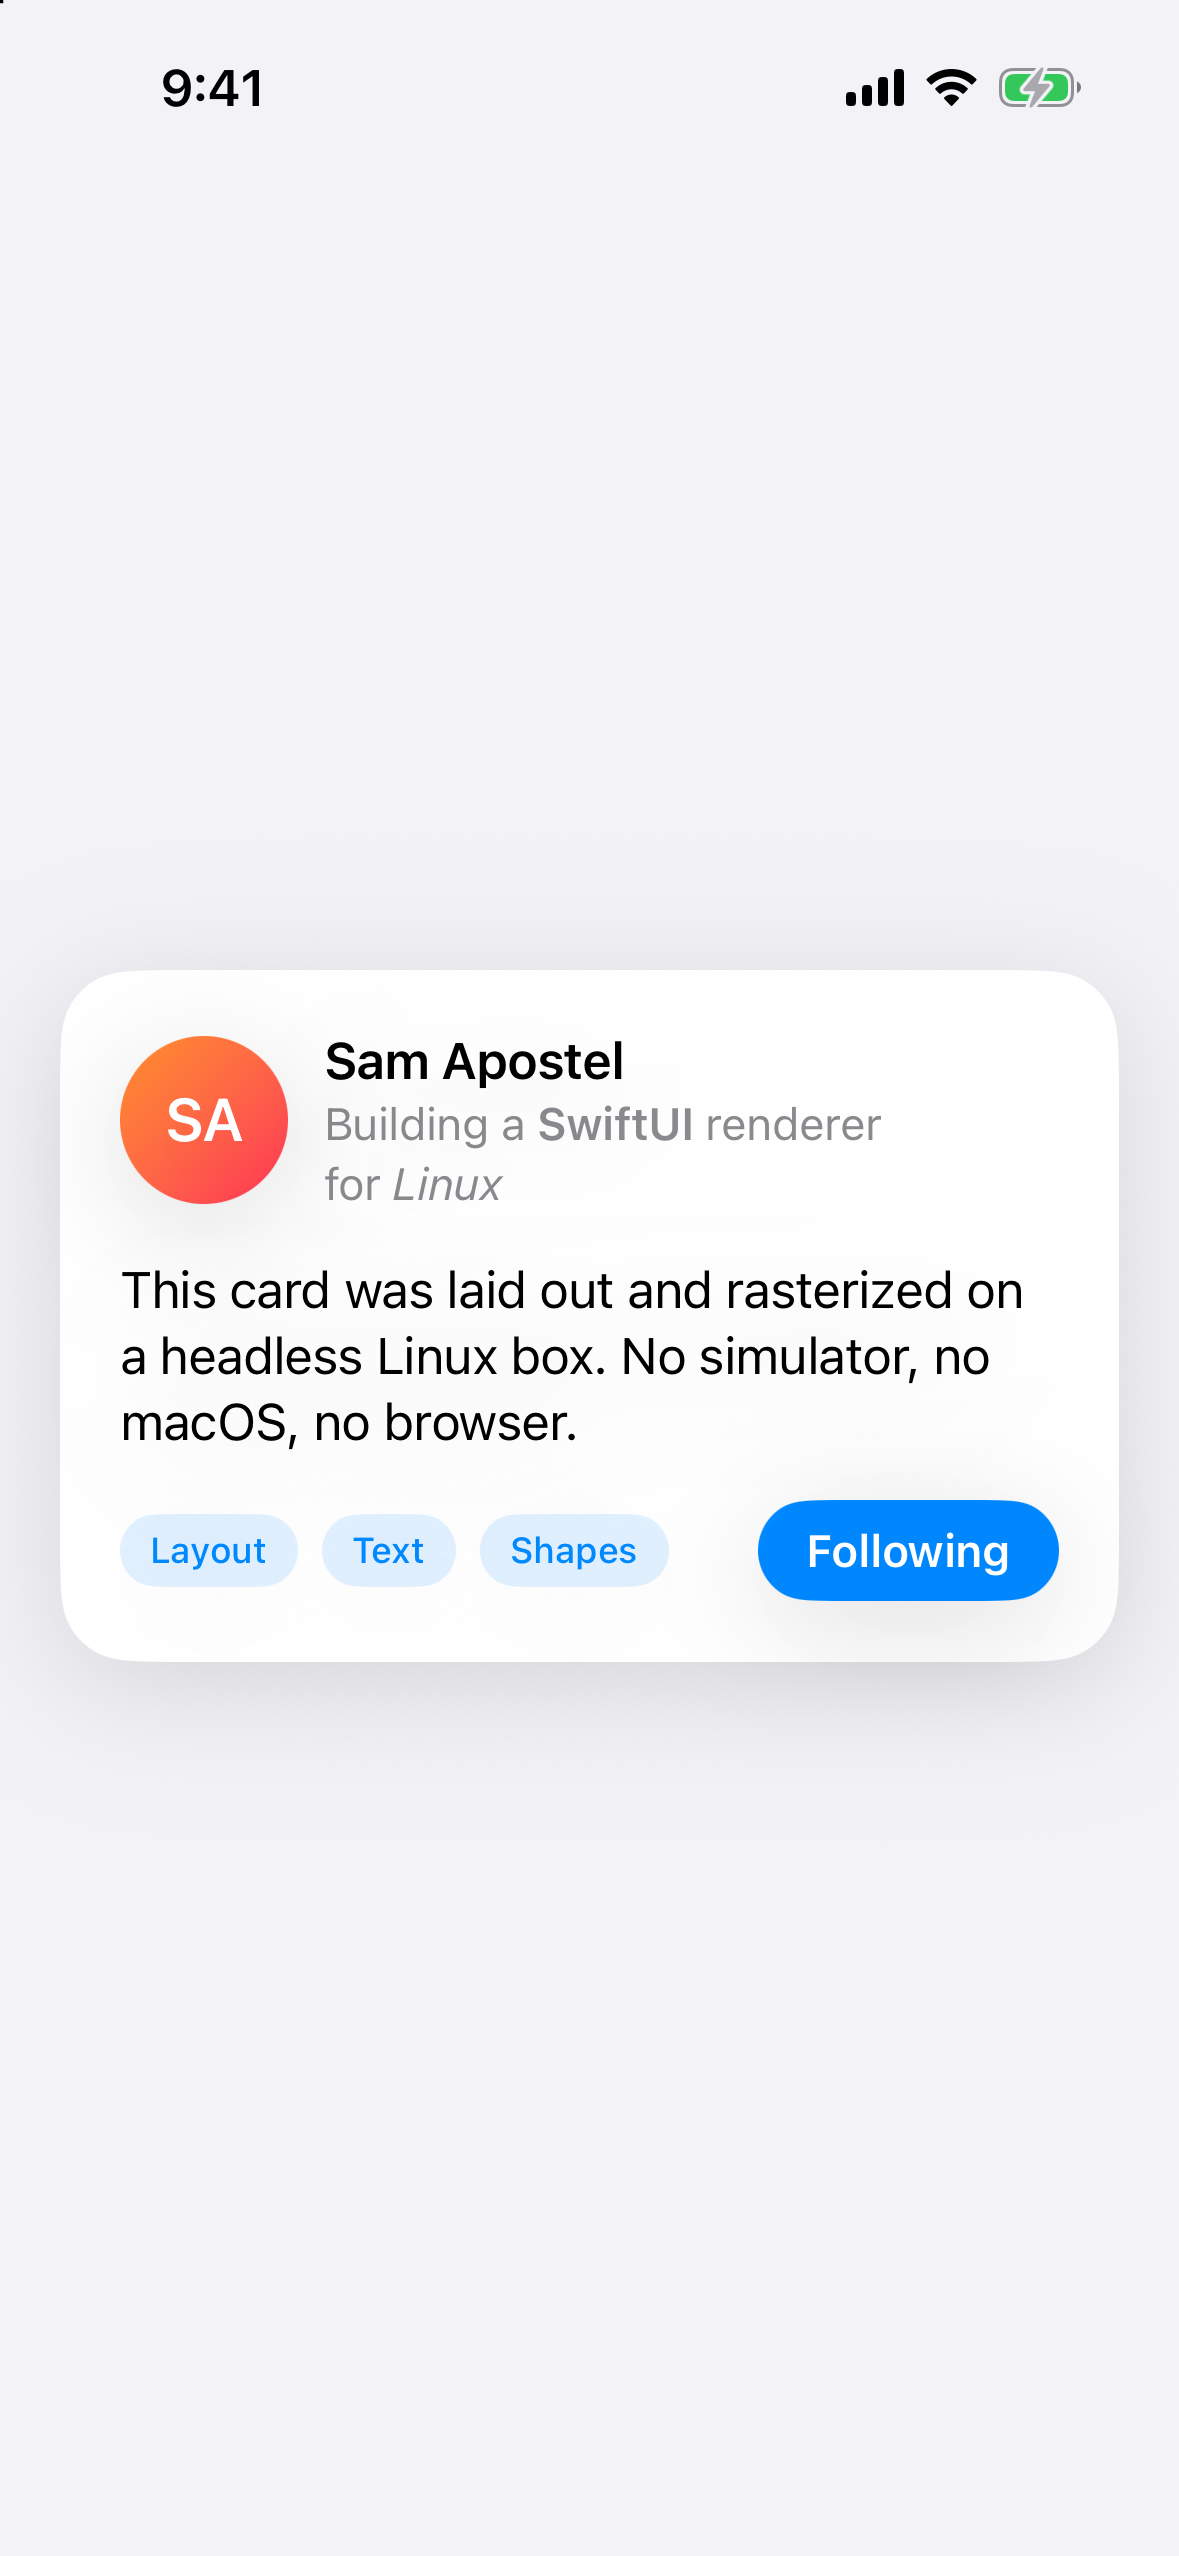 9:41
SA
Sam Apostel
Building a SwiftUI renderer
for Linux
This card was laid out and rasterized on
a headless Linux box. No simulator, no
macOS, no browser.
Layout Text Shapes Following